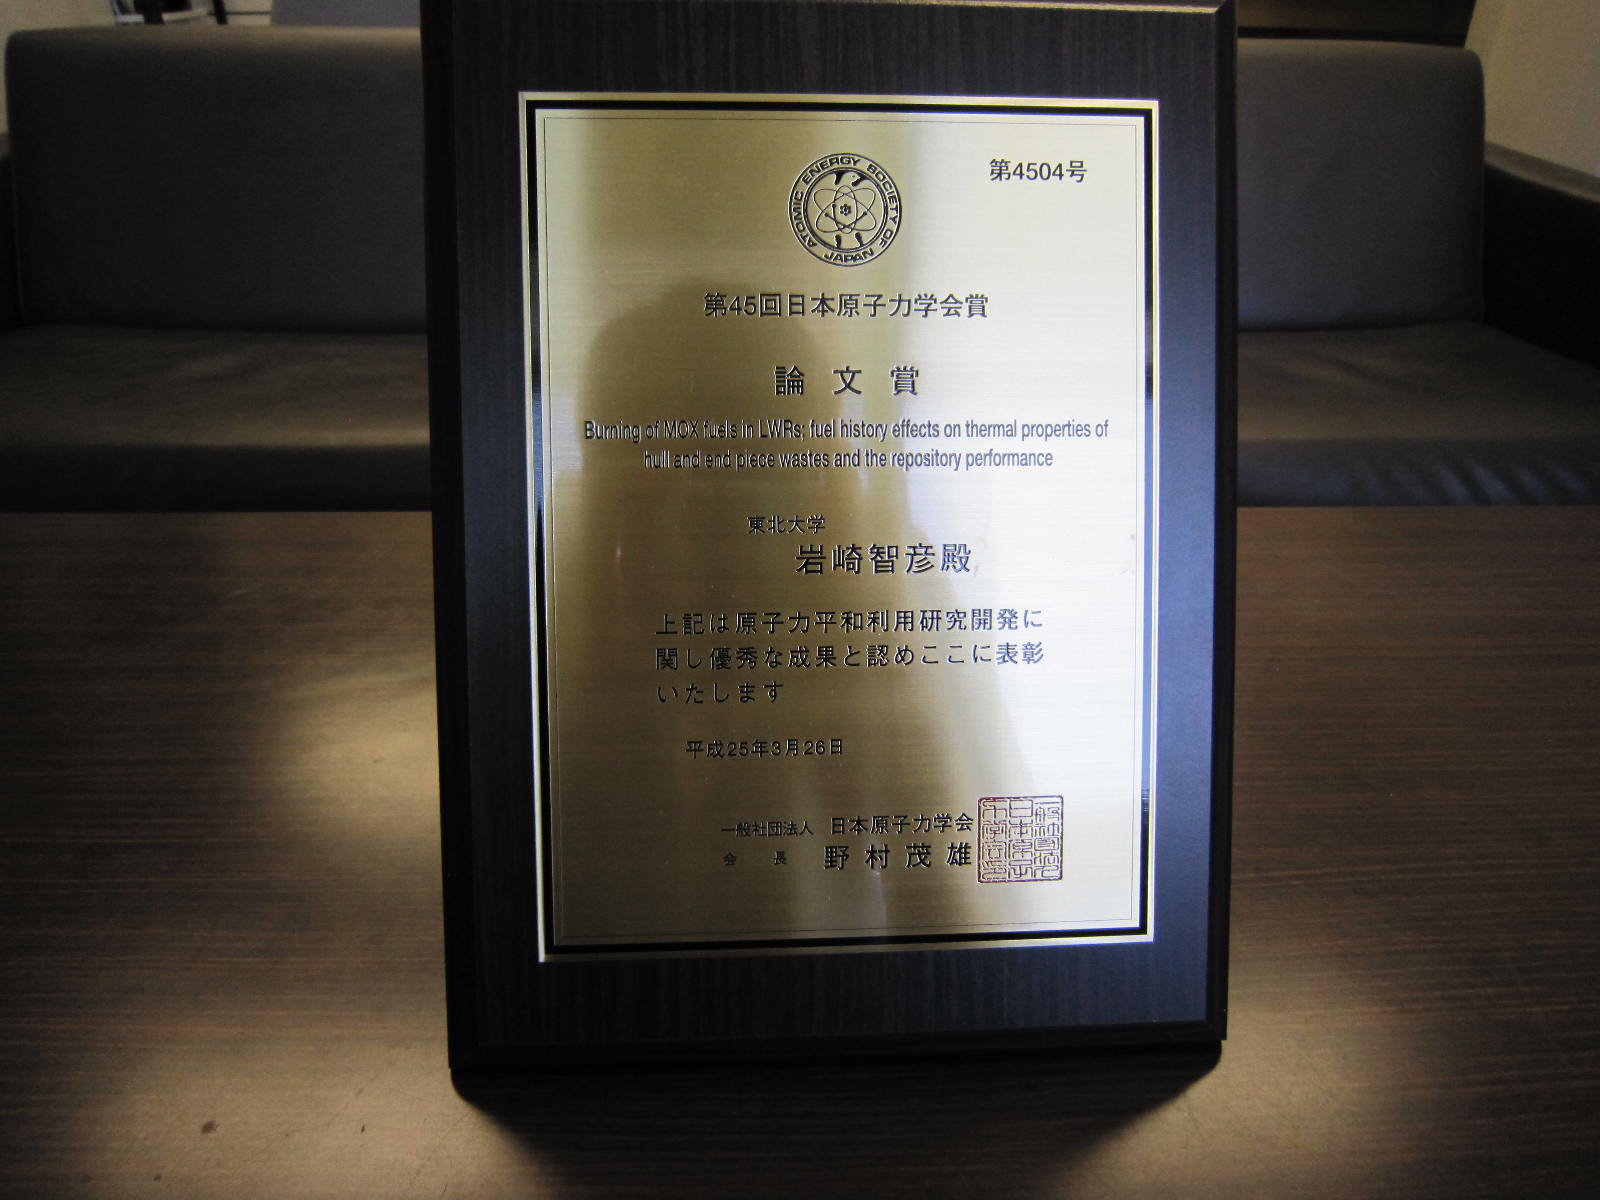 第4504号
ATOMIC ENERGY SOCIETY OF JAPAN
第45回日本原子力学会賞
論文賞
Burning of MOX fuels in LWRs; fuel history effects on thermal properties of
hull and end piece wastes and the repository performance
東北大学
岩崎智彦殿
上記は原子力平和利用研究開発に
関し優秀な成果と認めここに表彰
いたします
平成25年3月26日
一般社団法人 日本原子力学会
会長 野村茂雄